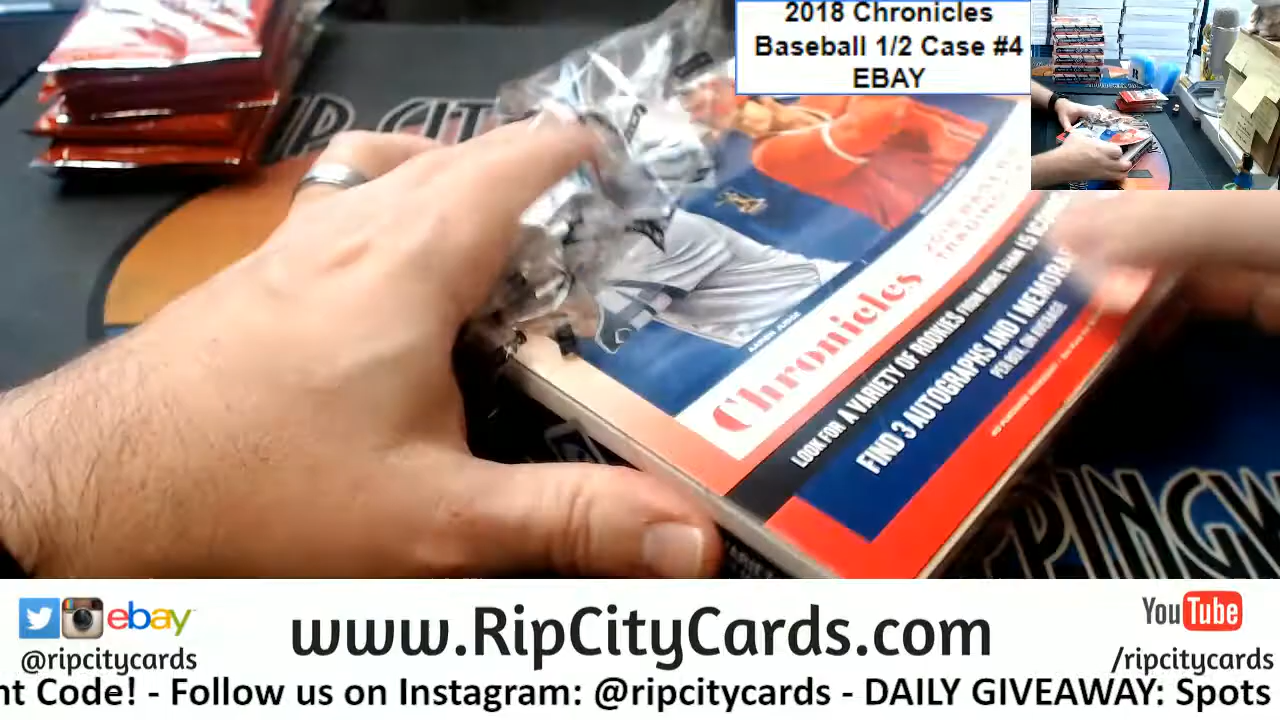 2018 Chronicles
Baseball 1/2 Case #4
EBAY
AARON JUDGE
Chronicles
LOOK FOR A VARIETY OF ROOKIES FROM MORE THAN 15
FIND 3 AUTOGRAPHS AND 1
PER BOX, ON AVERAGE
ebay
@ripcitycards
www.RipCityCards.com
YouTube
/ripcitycards
nt Code! - Follow us on Instagram: @ripcitycards - DAILY GIVEAWAY: Spots